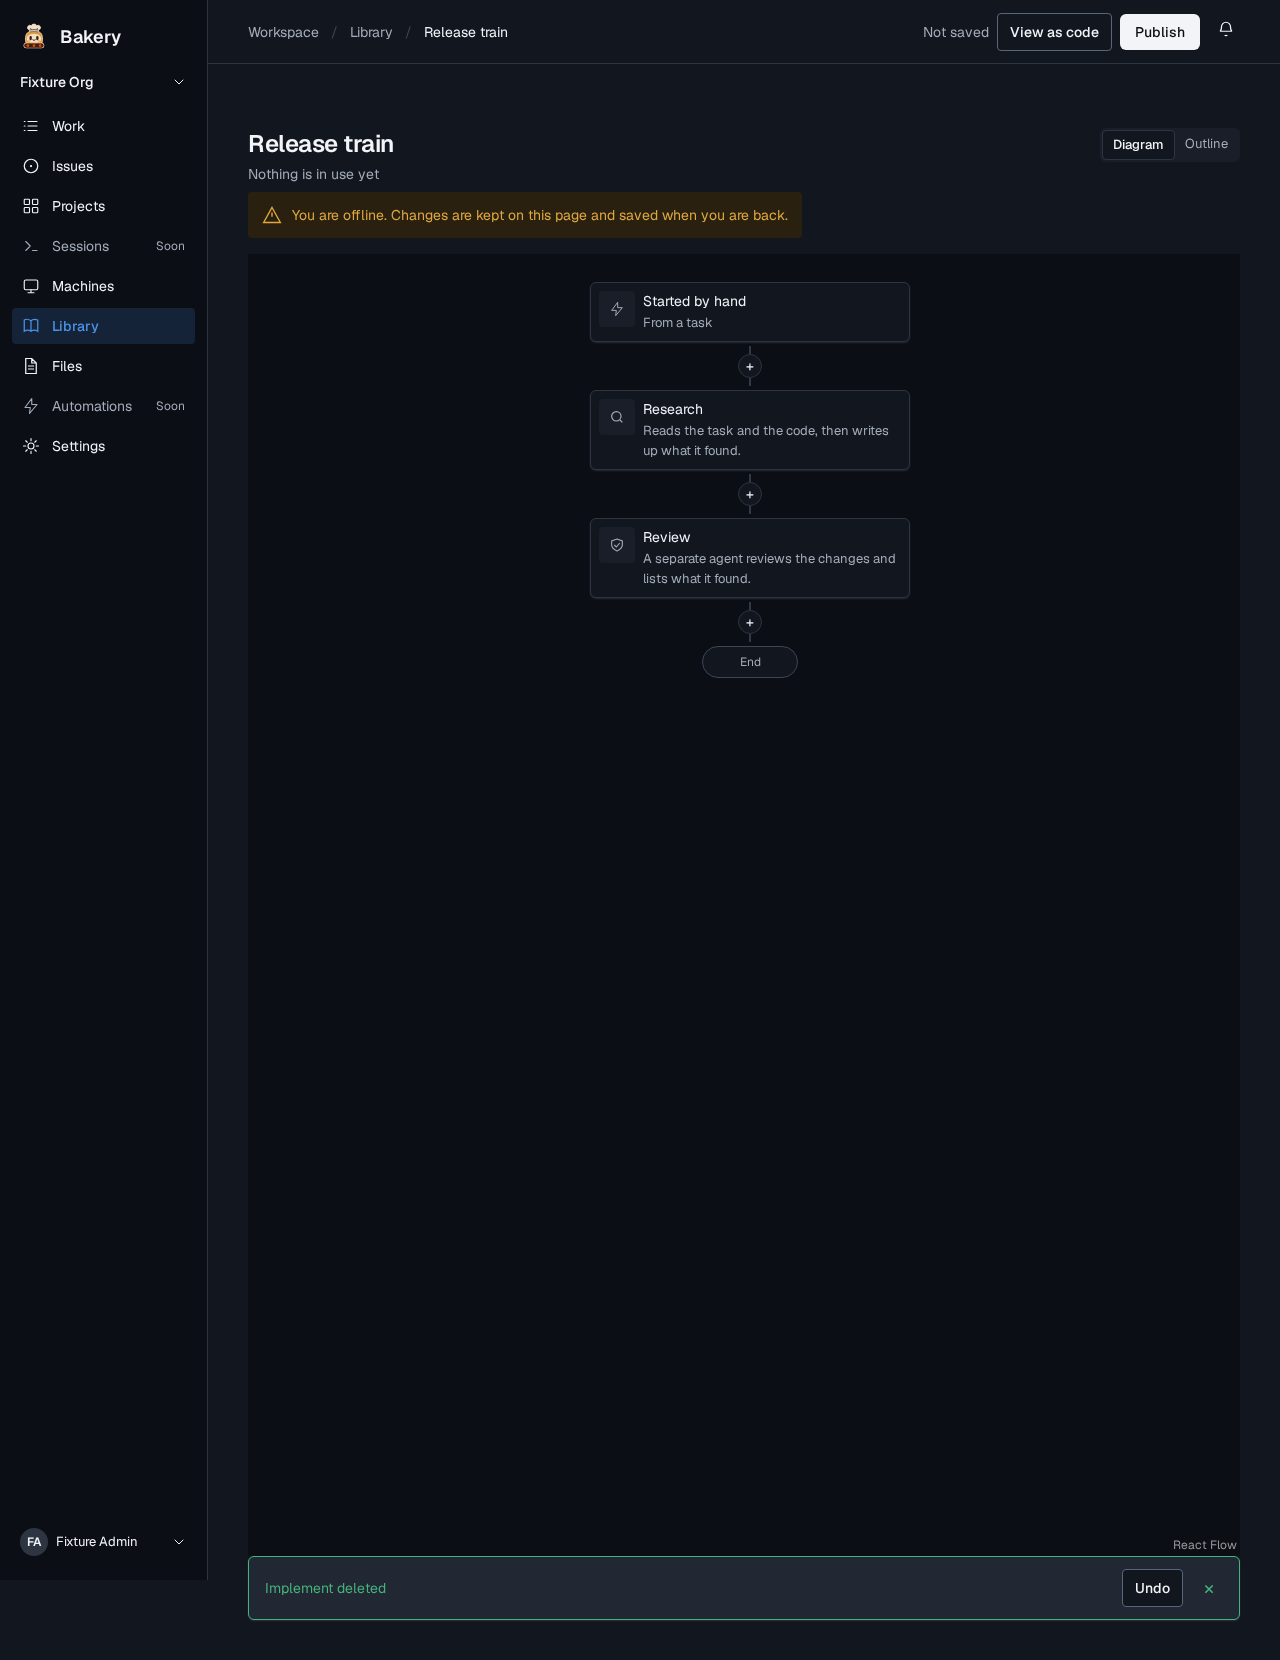 Bakery
Fixture Org
Work
Issues
Projects
Sessions Soon
Machines
Library
Files
Automations Soon
Settings
FA Fixture Admin
Workspace / Library / Release train
Not saved View as code Publish
Release train
Diagram Outline
Nothing is in use yet
You are offline. Changes are kept on this page and saved when you are back.
Started by hand
From a task
+
Research
Reads the task and the code, then writes
up what it found.
+
Review
A separate agent reviews the changes and
lists what it found.
+
End
React Flow
Implement deleted Undo ×